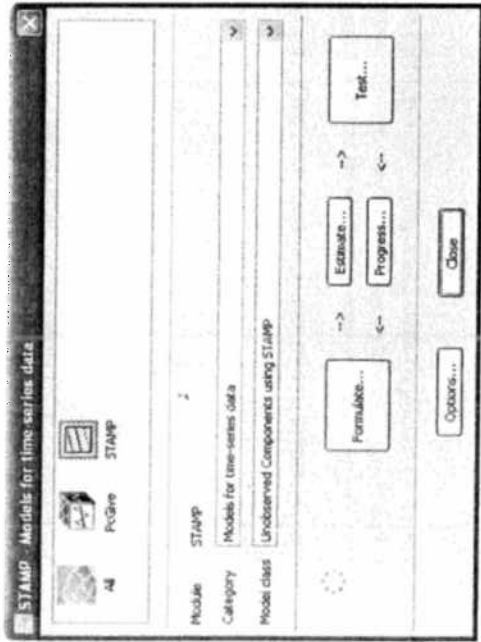 STAMP - Models for time-series data
All PcGive STAMP
Module STAMP
Category Models for time-series data
Model class Unobserved Components using STAMP
Formulate... --> <-- Estimate... Progress... --> <-- Test...
Options... Close